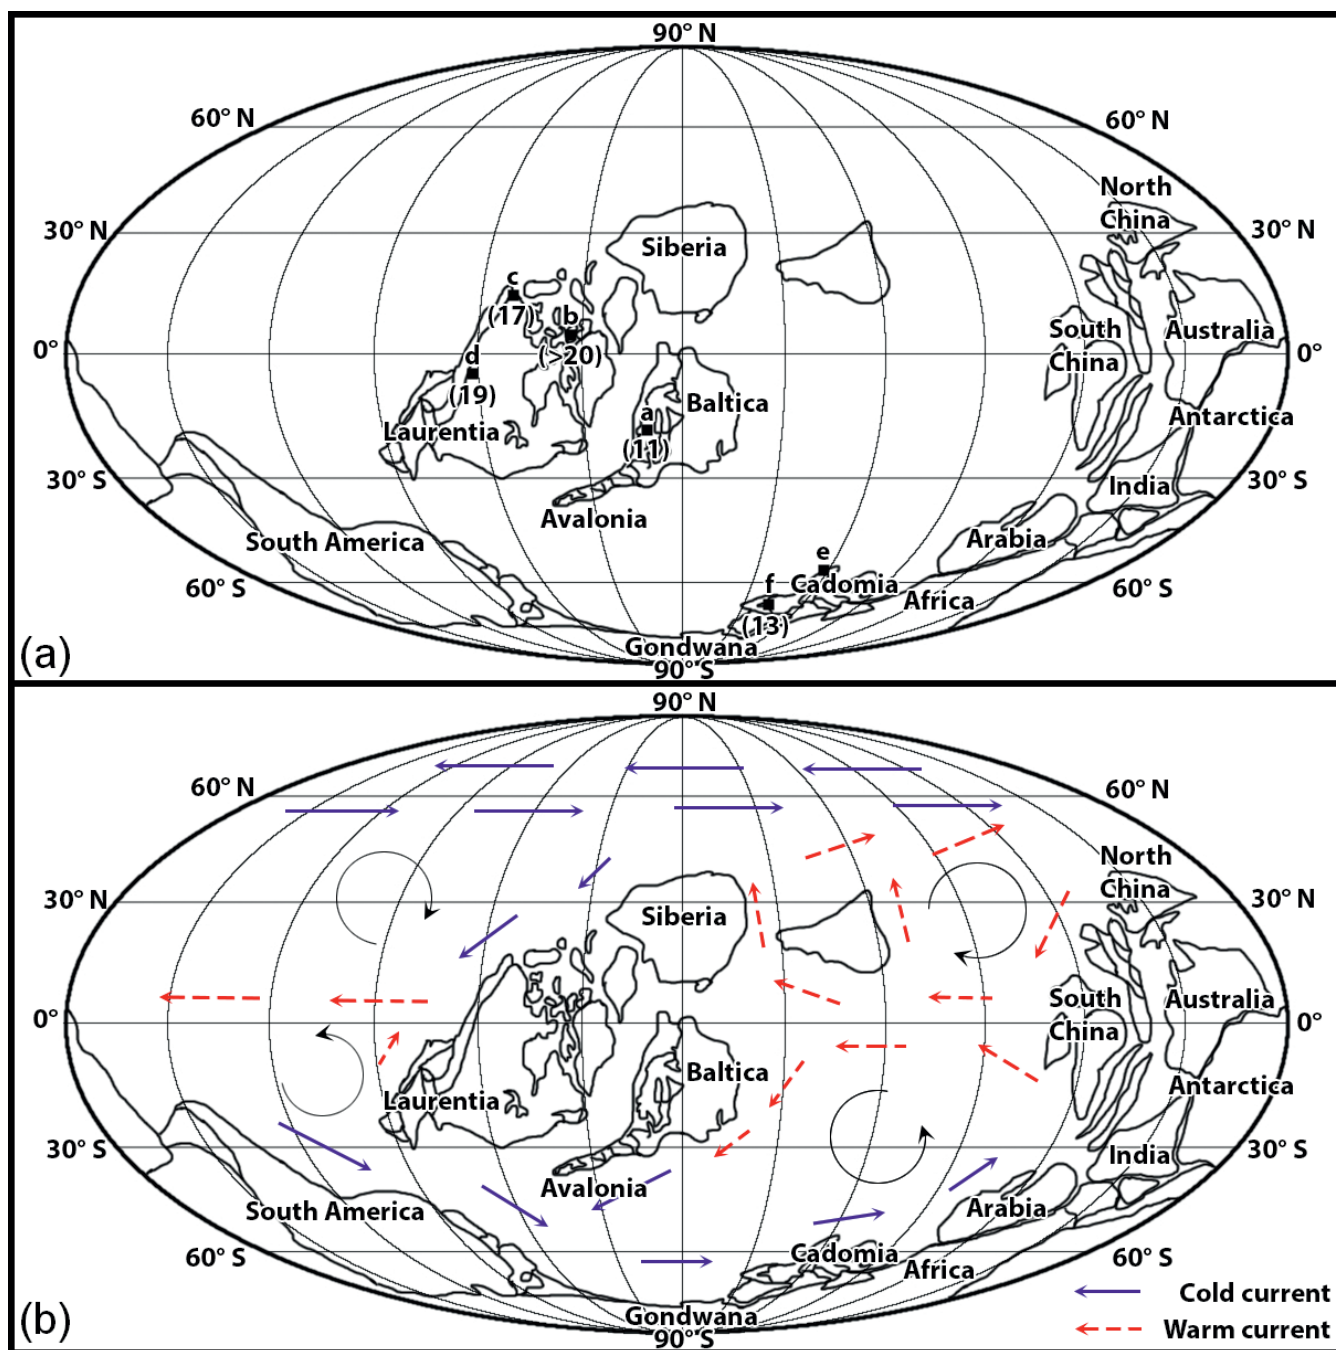 90° N
60° N
60° N
North
China
30° N
30° N
Siberia
c
(17)
b
South
China
Australia
0°
0°
d
(>20)
(19)
Baltica
a
Antarctica
Laurentia
(11)
30° S
30° S
India
Avalonia
South America
Arabia
e
60° S
f
Cadomia
Africa
60° S
(13)
Gondwana
(a)
90° S
90° N
60° N
60° N
North
China
30° N
30° N
Siberia
South
China
Australia
0°
0°
Baltica
Antarctica
Laurentia
30° S
30° S
India
Avalonia
South America
Arabia
60° S
Cadomia
Africa
60° S
Cold current
Gondwana
(b)
90° S
Warm current